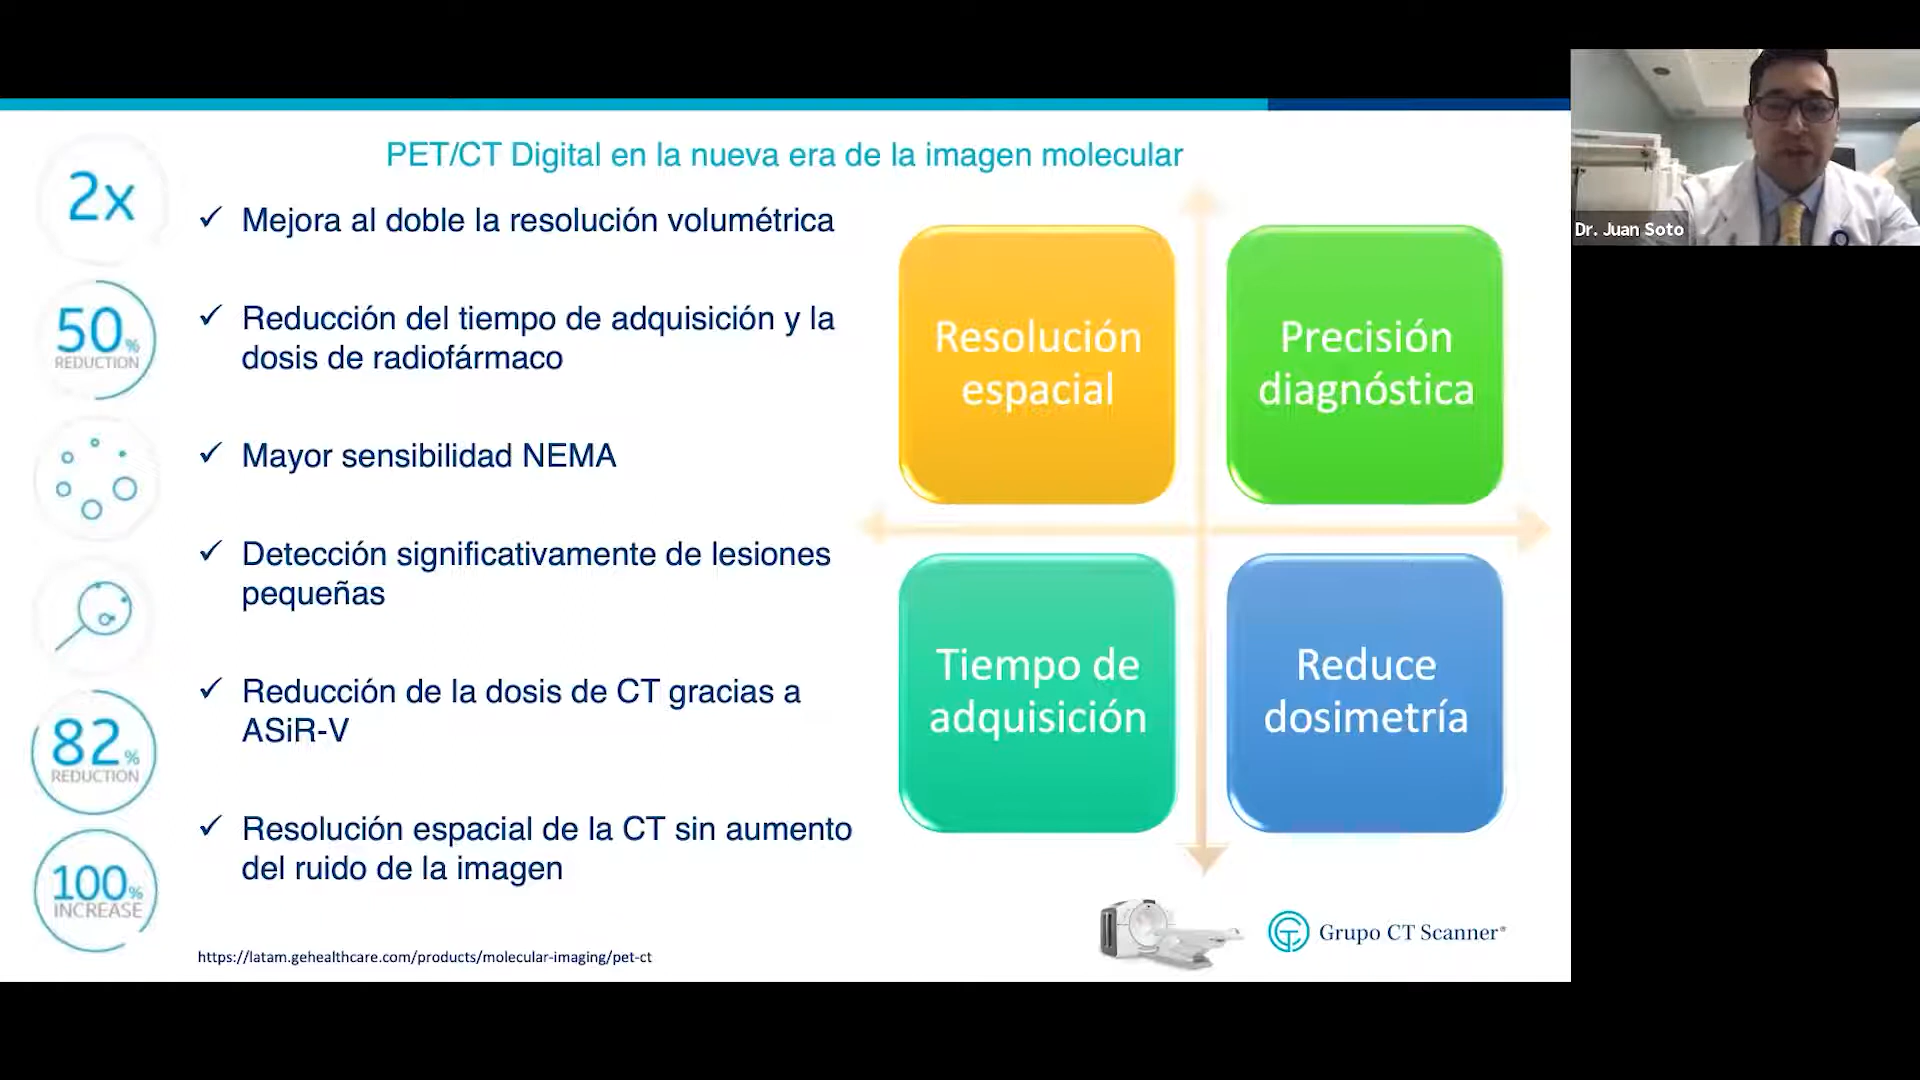 PET/CT Digital en la nueva era de la imagen molecular
2x
✓ Mejora al doble la resolución volumétrica
50%
REDUCTION
✓ Reducción del tiempo de adquisición y la
dosis de radiofármaco
✓ Mayor sensibilidad NEMA
✓ Detección significativamente de lesiones
pequeñas
82%
REDUCTION
✓ Reducción de la dosis de CT gracias a
ASiR-V
100%
INCREASE
✓ Resolución espacial de la CT sin aumento
del ruido de la imagen
https://latam.gehealthcare.com/products/molecular-imaging/pet-ct
Resolución
espacial
Precisión
diagnóstica
Tiempo de
adquisición
Reduce
dosimetría
Grupo CT Scanner®
Dr. Juan Soto